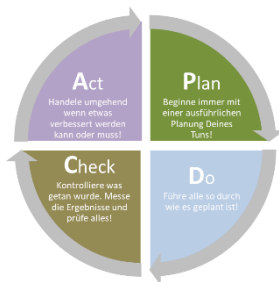 Act
Handele umgehend
wenn etwas
verbessert werden
kann oder muss!
Plan
Beginne immer mit
einer ausführlichen
Planung Deines
Tuns!
Check
Kontrolliere was
getan wurde. Messe
die Ergebnisse und
prüfe alles!
Do
Führe alle so durch
wie es geplant ist!